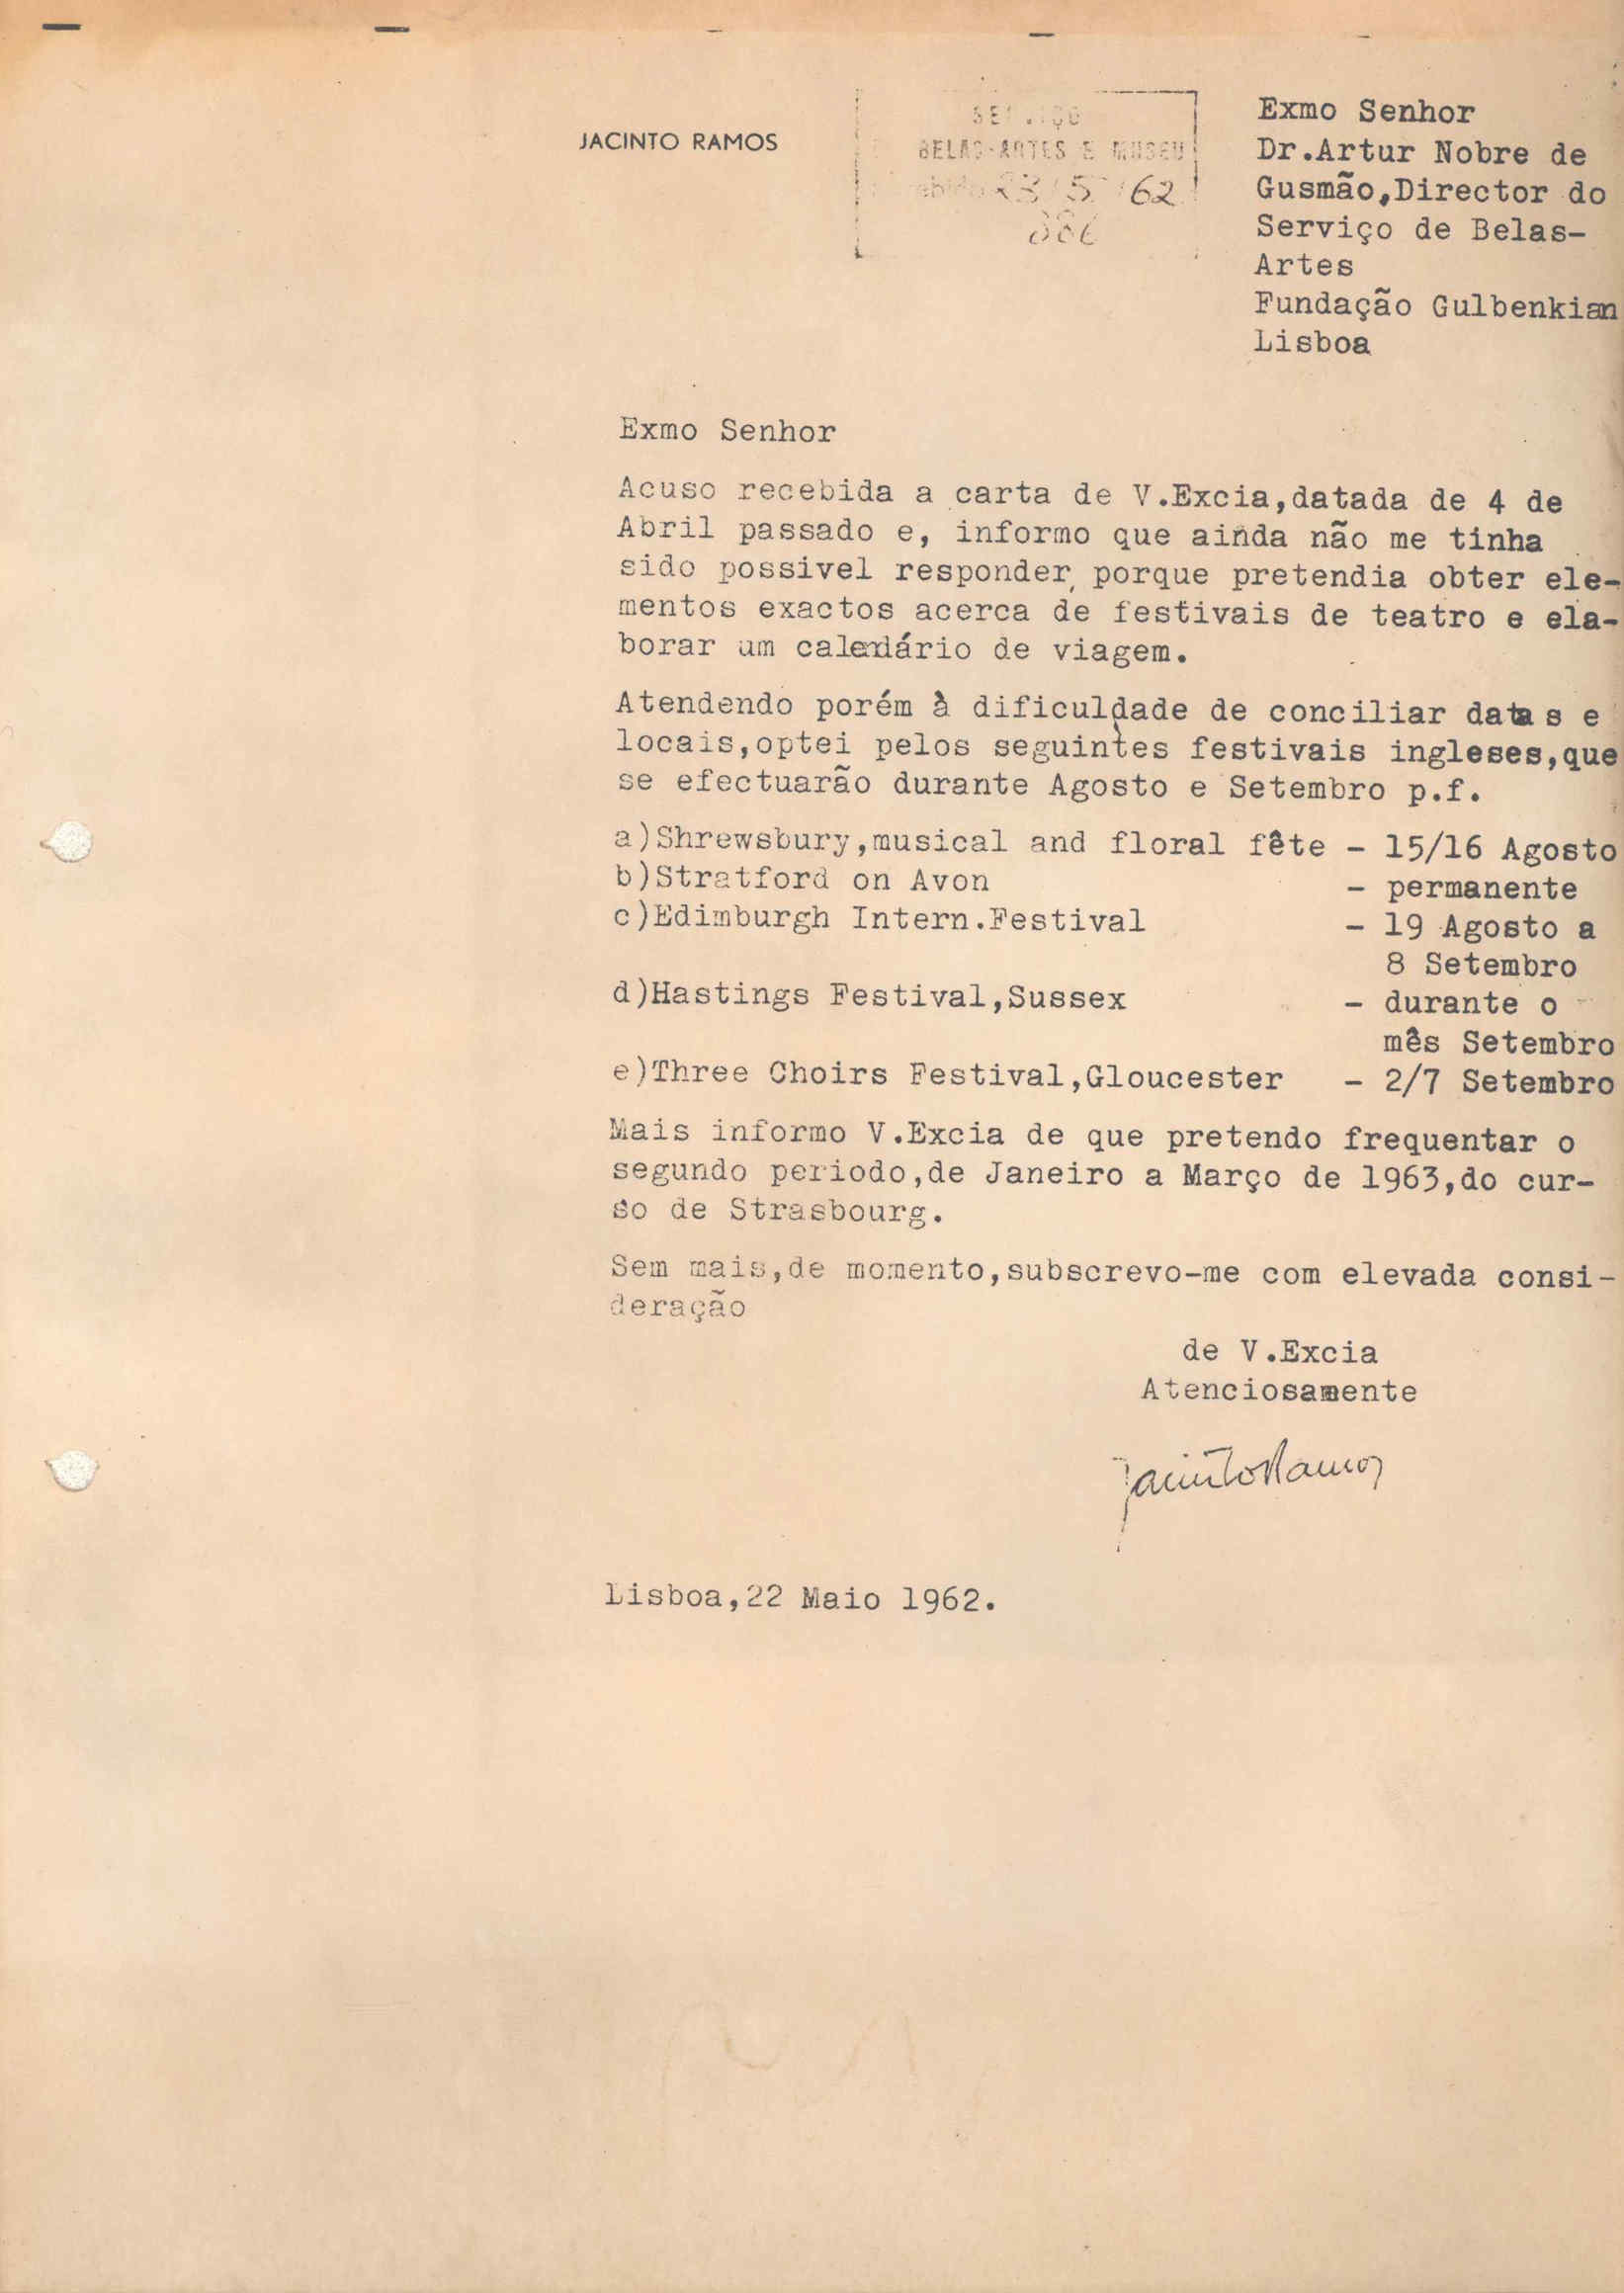 JACINTO RAMOS
BELAS-ARTES E MUSEU
23/5/62
Exmo Senhor
Dr.Artur Nobre de
Gusmão,Director do
Serviço de Belas-
Artes
Fundação Gulbenkian
Lisboa
Exmo Senhor
Acuso recebida a carta de V.Excia,datada de 4 de
Abril passado e, informo que ainda não me tinha
sido possivel responder, porque pretendia obter ele-
mentos exactos acerca de festivais de teatro e ela-
borar um calendário de viagem.
Atendendo porém à dificuldade de conciliar datas e
locais,optei pelos seguintes festivais ingleses,que
se efectuarão durante Agosto e Setembro p.f.
a)Shrewsbury,musical and floral fête - 15/16 Agosto
b)Stratford on Avon - permanente
c)Edimburgh Intern.Festival - 19 Agosto a
8 Setembro
d)Hastings Festival,Sussex - durante o
mês Setembro
e)Three Choirs Festival,Gloucester - 2/7 Setembro
Mais informo V.Excia de que pretendo frequentar o
segundo periodo,de Janeiro a Março de 1963,do cur-
so de Strasbourg.
Sem mais,de momento,subscrevo-me com elevada consi-
deração
de V.Excia
Atenciosamente
Jacinto Ramos
Lisboa,22 Maio 1962.